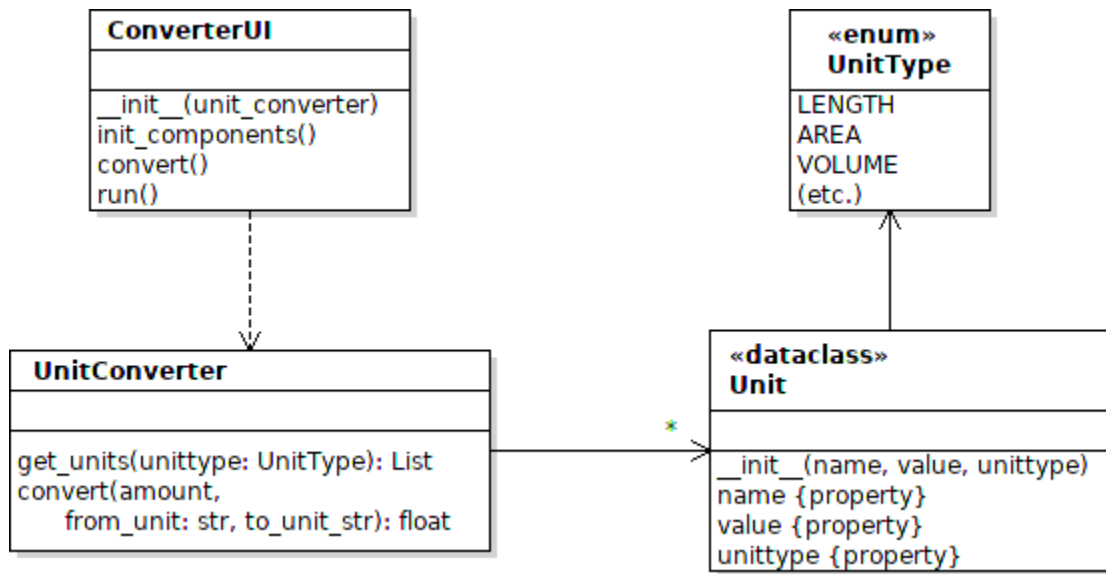 ConverterUI
__init__(unit_converter)
init_components()
convert()
run()
«enum»
UnitType
LENGTH
AREA
VOLUME
(etc.)
UnitConverter
get_units(unittype: UnitType): List
convert(amount,
from_unit: str, to_unit_str): float
*
«dataclass»
Unit
__init__(name, value, unittype)
name {property}
value {property}
unittype {property}